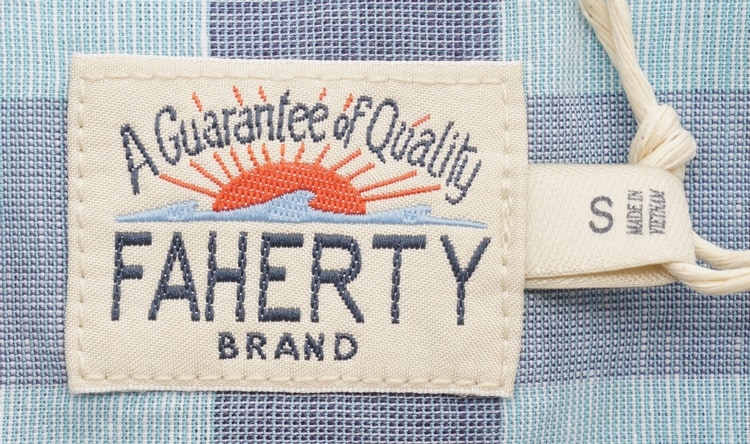 A Guarantee of Quality
FAHERTY
BRAND
S
MADE IN
VIETNAM